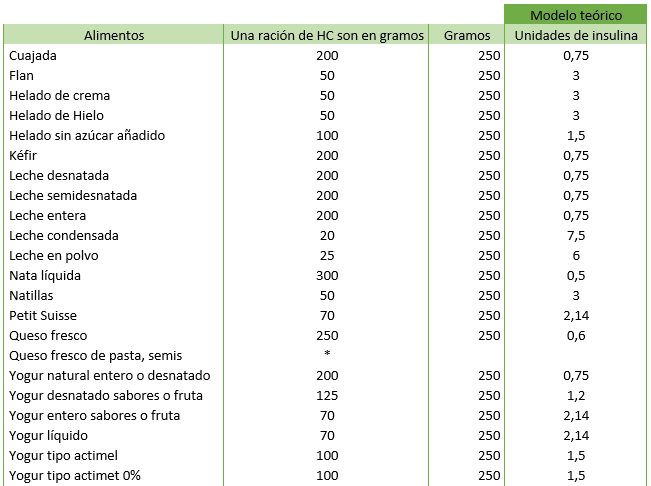 Modelo teórico
Alimentos Una ración de HC son en gramos Gramos Unidades de insulina
Cuajada 200 250 0,75
Flan 50 250 3
Helado de crema 50 250 3
Helado de Hielo 50 250 3
Helado sin azúcar añadido 100 250 1,5
Kéfir 200 250 0,75
Leche desnatada 200 250 0,75
Leche semidesnatada 200 250 0,75
Leche entera 200 250 0,75
Leche condensada 20 250 7,5
Leche en polvo 25 250 6
Nata líquida 300 250 0,5
Natillas 50 250 3
Petit Suisse 70 250 2,14
Queso fresco 250 250 0,6
Queso fresco de pasta, semis *
Yogur natural entero o desnatado 200 250 0,75
Yogur desnatado sabores o fruta 125 250 1,2
Yogur entero sabores o fruta 70 250 2,14
Yogur líquido 70 250 2,14
Yogur tipo actimel 100 250 1,5
Yogur tipo actimet 0% 100 250 1,5